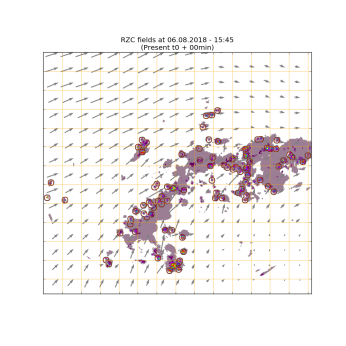 RZC fields at 06.08.2018 - 15:45
(Present t0 + 00min)